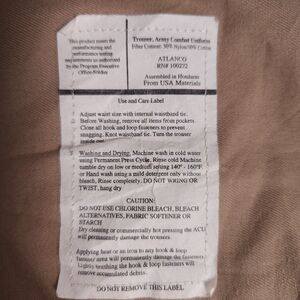 This product meets the
manufacturing and
performance testing
requirements as authorized
by the Program Executive
Office-Soldier
Trouser, Army Combat Uniform
Fiber Content: 50% Nylon/50% Cotton
ATLANCO
RN# 100272
Assembled in Honduras
From USA Materials
Use and Care Label
Adjust waist size with internal waistband tie.
Before Washing, remove all items from pockets.
Close all hook and loop fasteners to prevent
snagging. Knot waistband tie. Turn the trouser
inside out.
Washing and Drying. Machine wash in cold water
using Permanent Press Cycle. Rinse cold Machine
tumble dry on low or medium setting 140° - 160°F
or Hand wash using a mild detergent only without
bleach, Rinse completely. DO NOT WRING OR
TWIST, hang dry
CAUTION:
DO NOT USE CHLORINE BLEACH, BLEACH
ALTERNATIVES, FABRIC SOFTENER OR
STARCH
Dry cleaning or commercially hot pressing the ACU
will permanently damage the trousers.
Applying heat or an iron to any hook & loop
fastener area will permanently damage the fasteners
Lightly brushing the hook & loop fasteners will
remove accumulated debris.
DO NOT REMOVE THIS LABEL